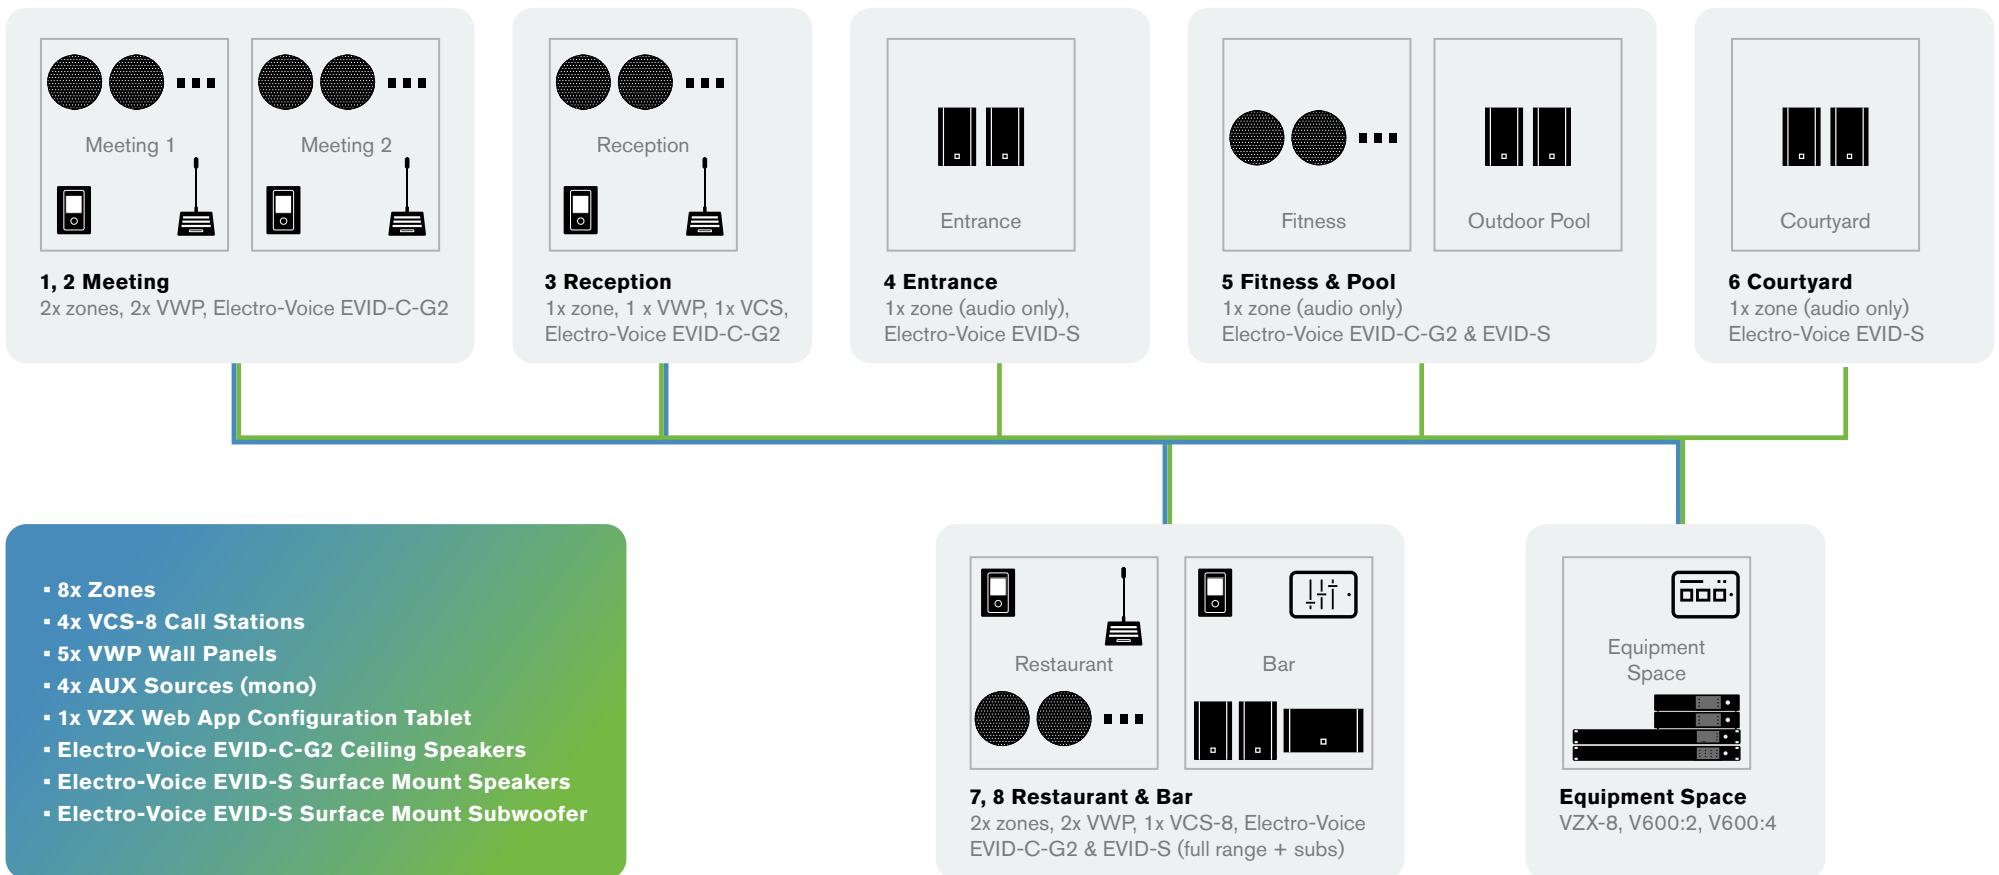 Meeting 1
Meeting 2
1, 2 Meeting
2x zones, 2x VWP, Electro-Voice EVID-C-G2
Reception
3 Reception
1x zone, 1 x VWP, 1x VCS,
Electro-Voice EVID-C-G2
Entrance
4 Entrance
1x zone (audio only),
Electro-Voice EVID-S
Fitness
Outdoor Pool
5 Fitness & Pool
1x zone (audio only)
Electro-Voice EVID-C-G2 & EVID-S
Courtyard
6 Courtyard
1x zone (audio only)
Electro-Voice EVID-S
▪ 8x Zones
▪ 4x VCS-8 Call Stations
▪ 5x VWP Wall Panels
▪ 4x AUX Sources (mono)
▪ 1x VZX Web App Configuration Tablet
▪ Electro-Voice EVID-C-G2 Ceiling Speakers
▪ Electro-Voice EVID-S Surface Mount Speakers
▪ Electro-Voice EVID-S Surface Mount Subwoofer
Restaurant
Bar
7, 8 Restaurant & Bar
2x zones, 2x VWP, 1x VCS-8, Electro-Voice
EVID-C-G2 & EVID-S (full range + subs)
Equipment
Space
Equipment Space
VZX-8, V600:2, V600:4